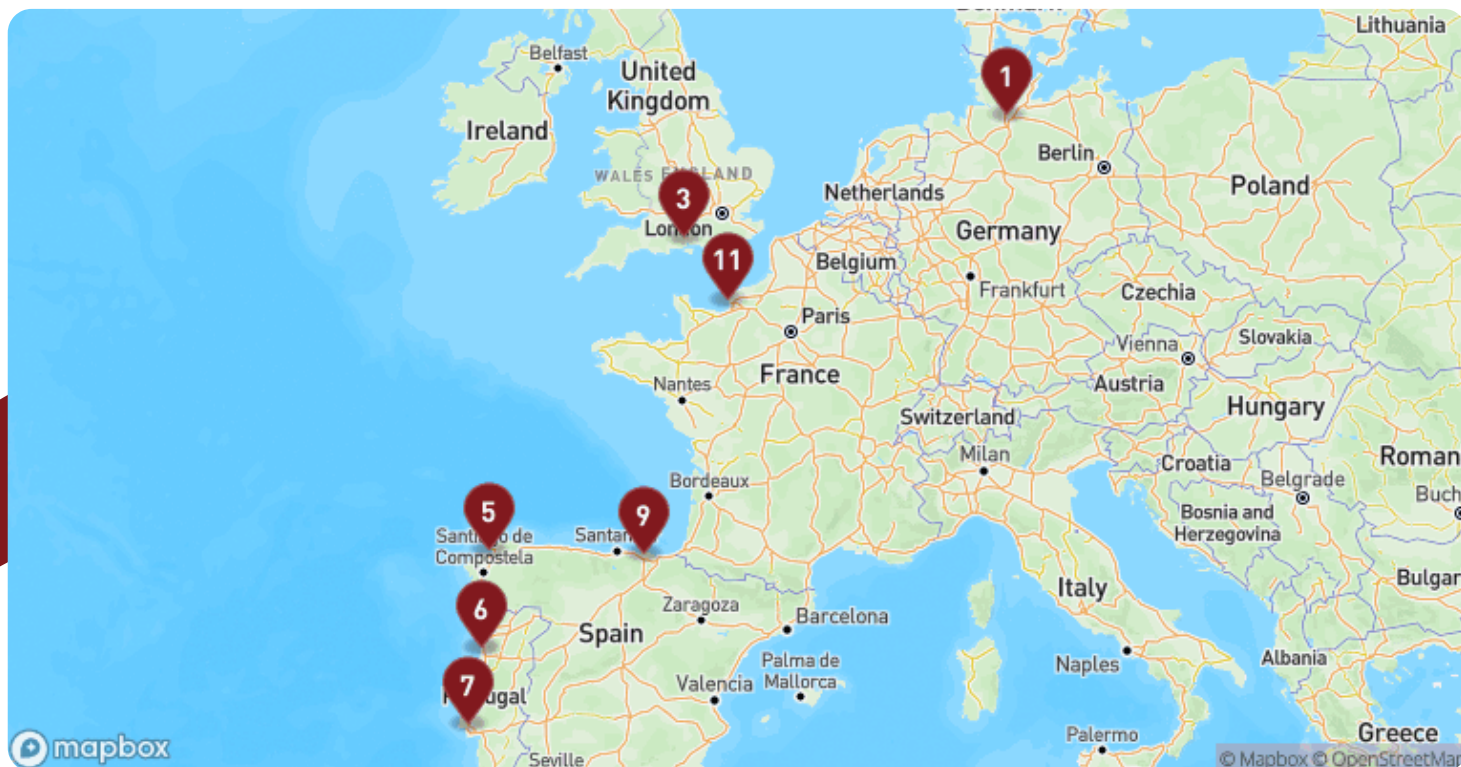 Denmark
Lithuania
Belfast
United
Kingdom
1
Ireland
Berlin
WALES
ENGLAND
Netherlands
Poland
3
London
Germany
11
Belgium
Frankfurt
Czechia
Paris
Slovakia
Vienna
Nantes
France
Austria
Switzerland
Hungary
Milan
Croatia
Roman
Bordeaux
Belgrade
Buch
5
9
Bosnia and
Herzegovina
Santiago de
Compostela
Santan
Bulgar
6
Zaragoza
Barcelona
Italy
Spain
Palma de
Mallorca
Naples
Albania
7
Portugal
Valencia
Palermo
Greece
mapbox
Seville
© Mapbox © OpenStreetMap